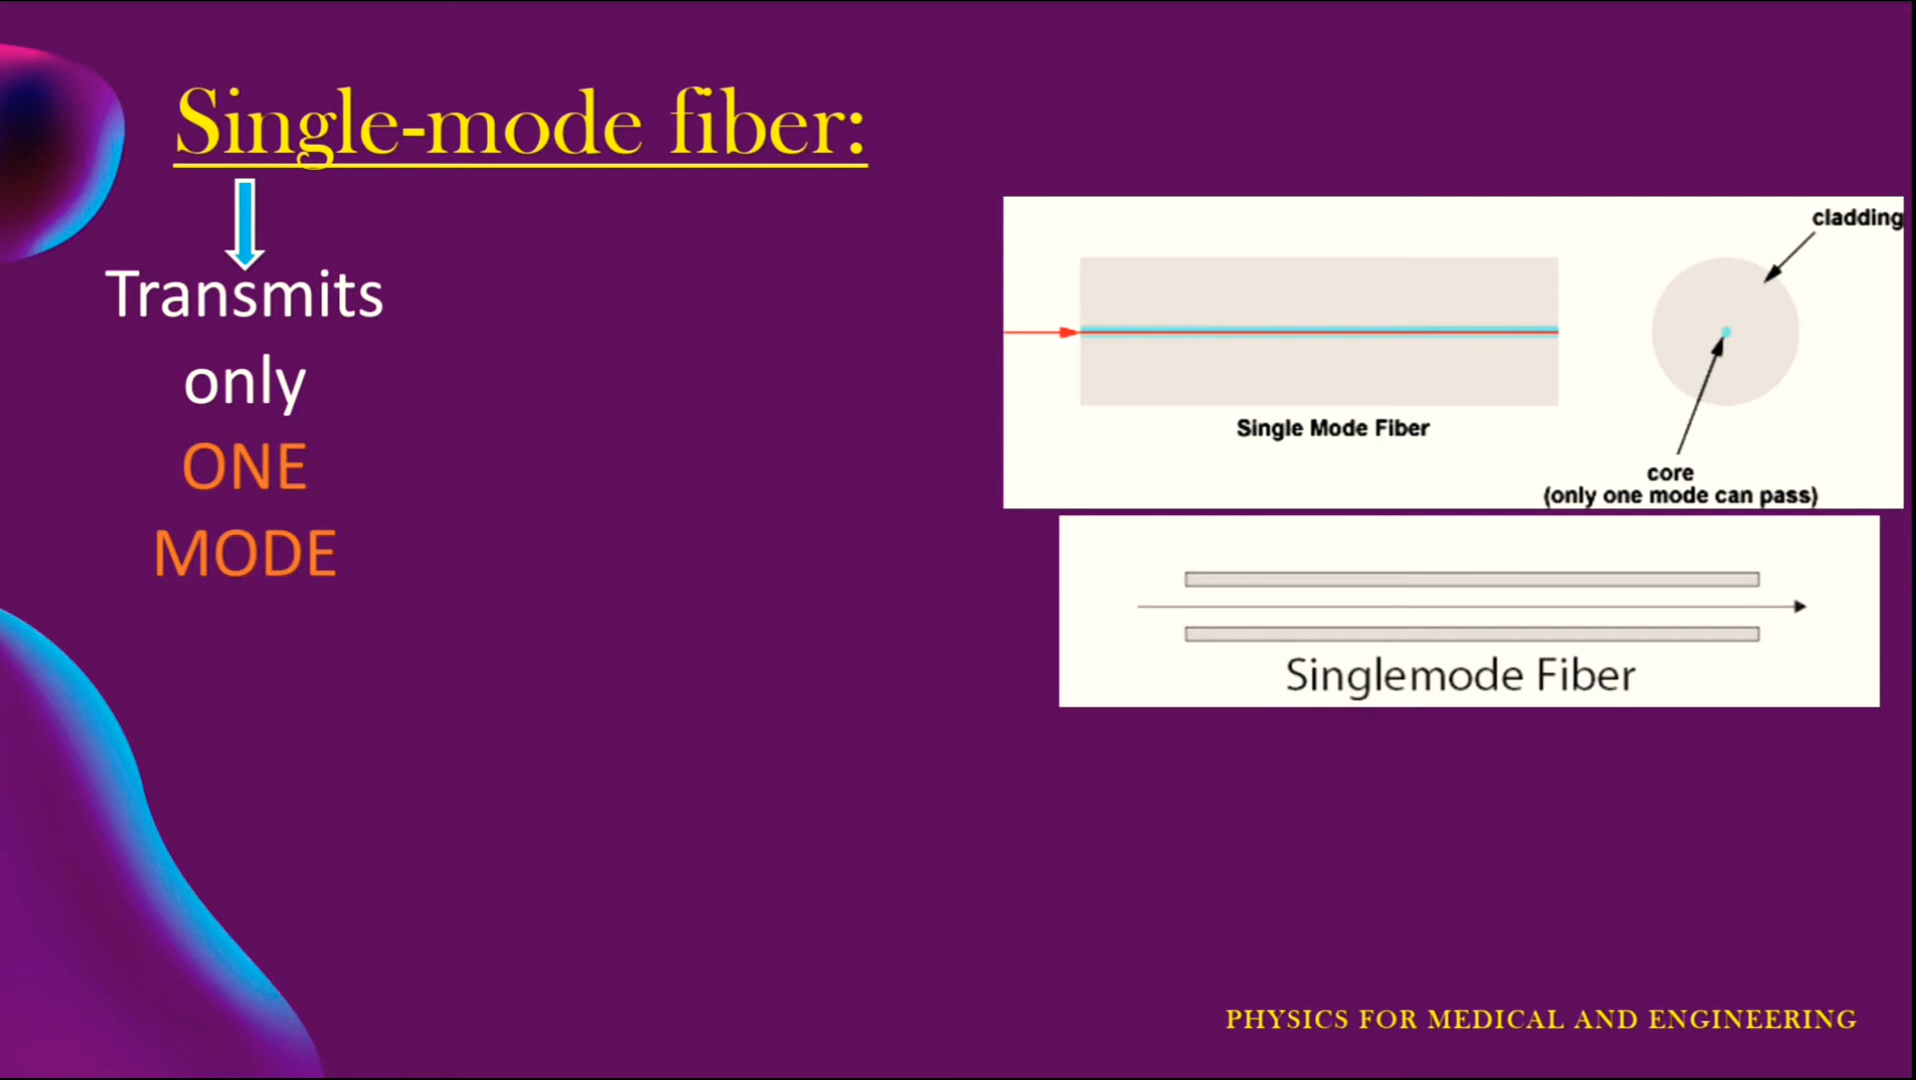 Single-mode fiber:
Transmits
only
ONE
MODE
cladding
Single Mode Fiber
core
(only one mode can pass)
Singlemode Fiber
PHYSICS FOR MEDICAL AND ENGINEERING